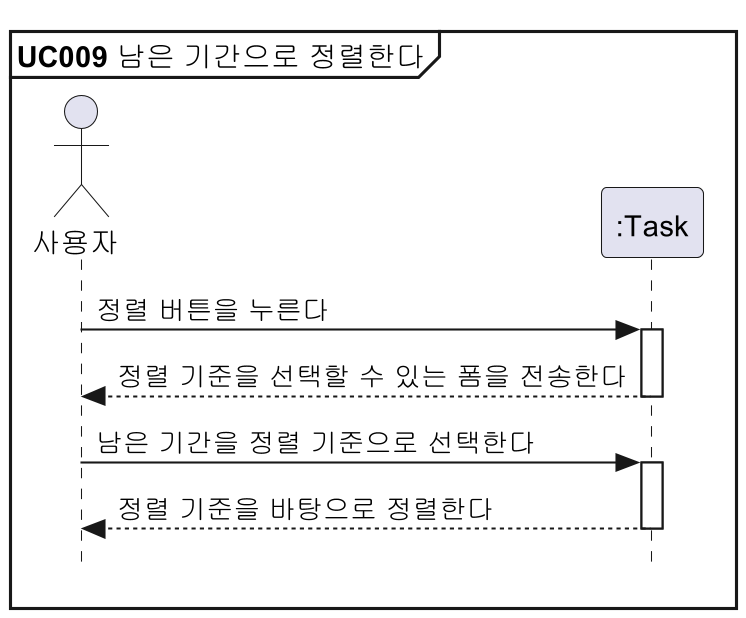 UC009 남은 기간으로 정렬한다
사용자
:Task
정렬 버튼을 누른다
정렬 기준을 선택할 수 있는 폼을 전송한다
남은 기간을 정렬 기준으로 선택한다
정렬 기준을 바탕으로 정렬한다